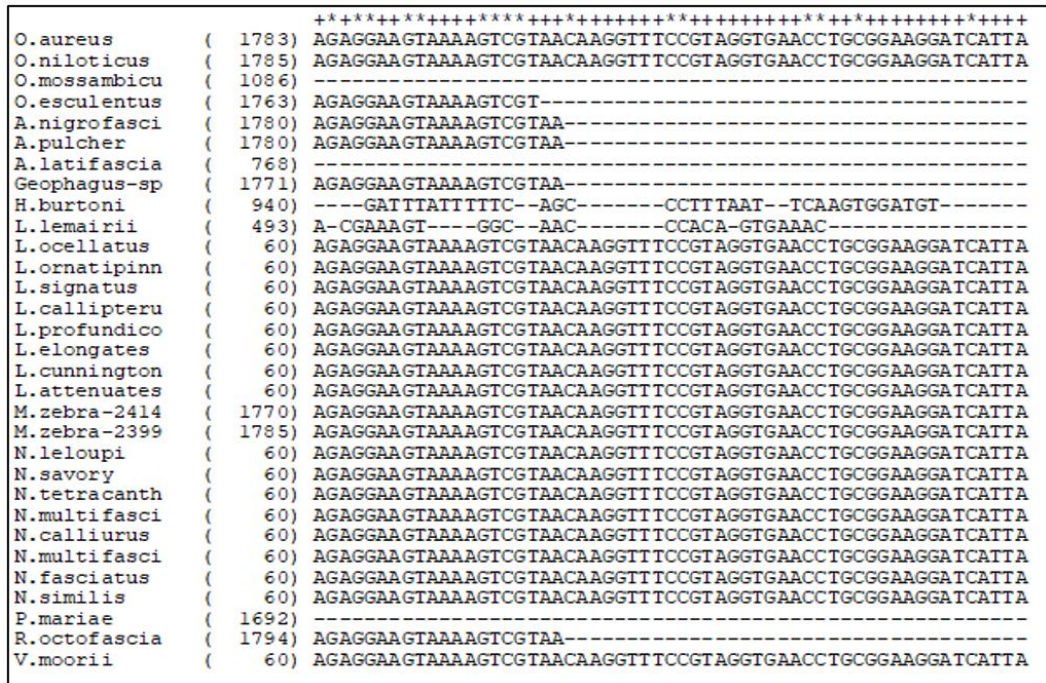 +*+**++**++++****+++*+++++++**+++++++++**++*++++++++*++++
O.aureus ( 1783) AGAGGAAGTAAAAGTCGTAACAAGGTTTCCGTAGGTGAACCTGCGGAAGGATCATTA
O.niloticus ( 1785) AGAGGAAGTAAAAGTCGTAACAAGGTTTCCGTAGGTGAACCTGCGGAAGGATCATTA
O.mossambicu ( 1086) ---------------------------------------------------------
O.esculentus ( 1763) AGAGGAAGTAAAAGTCGT---------------------------------------
A.nigrofasci ( 1780) AGAGGAAGTAAAAGTCGTAA-------------------------------------
A.pulcher ( 1780) AGAGGAAGTAAAAGTCGTAA-------------------------------------
A.latifascia ( 768) ---------------------------------------------------------
Geophagus-sp ( 1771) AGAGGAAGTAAAAGTCGTAA-------------------------------------
H.burtoni ( 940) ----GATTTATTTTTC--AGC-------CCTTTAAT--TCAAGTGGATGT-------
L.lemairii ( 493) A-CGAAAGT----GGC--AAC-------CCACA-GTGAAAC----------------
L.ocellatus ( 60) AGAGGAAGTAAAAGTCGTAACAAGGTTTCCGTAGGTGAACCTGCGGAAGGATCATTA
L.ornatipinn ( 60) AGAGGAAGTAAAAGTCGTAACAAGGTTTCCGTAGGTGAACCTGCGGAAGGATCATTA
L.signatus ( 60) AGAGGAAGTAAAAGTCGTAACAAGGTTTCCGTAGGTGAACCTGCGGAAGGATCATTA
L.callipteru ( 60) AGAGGAAGTAAAAGTCGTAACAAGGTTTCCGTAGGTGAACCTGCGGAAGGATCATTA
L.profundico ( 60) AGAGGAAGTAAAAGTCGTAACAAGGTTTCCGTAGGTGAACCTGCGGAAGGATCATTA
L.elongates ( 60) AGAGGAAGTAAAAGTCGTAACAAGGTTTCCGTAGGTGAACCTGCGGAAGGATCATTA
L.cunnington ( 60) AGAGGAAGTAAAAGTCGTAACAAGGTTTCCGTAGGTGAACCTGCGGAAGGATCATTA
L.attenuates ( 60) AGAGGAAGTAAAAGTCGTAACAAGGTTTCCGTAGGTGAACCTGCGGAAGGATCATTA
M.zebra-2414 ( 1770) AGAGGAAGTAAAAGTCGTAACAAGGTTTCCGTAGGTGAACCTGCGGAAGGATCATTA
M.zebra-2399 ( 1785) AGAGGAAGTAAAAGTCGTAACAAGGTTTCCGTAGGTGAACCTGCGGAAGGATCATTA
N.leloupi ( 60) AGAGGAAGTAAAAGTCGTAACAAGGTTTCCGTAGGTGAACCTGCGGAAGGATCATTA
N.savory ( 60) AGAGGAAGTAAAAGTCGTAACAAGGTTTCCGTAGGTGAACCTGCGGAAGGATCATTA
N.tetracanth ( 60) AGAGGAAGTAAAAGTCGTAACAAGGTTTCCGTAGGTGAACCTGCGGAAGGATCATTA
N.multifasci ( 60) AGAGGAAGTAAAAGTCGTAACAAGGTTTCCGTAGGTGAACCTGCGGAAGGATCATTA
N.calliurus ( 60) AGAGGAAGTAAAAGTCGTAACAAGGTTTCCGTAGGTGAACCTGCGGAAGGATCATTA
N.multifasci ( 60) AGAGGAAGTAAAAGTCGTAACAAGGTTTCCGTAGGTGAACCTGCGGAAGGATCATTA
N.fasciatus ( 60) AGAGGAAGTAAAAGTCGTAACAAGGTTTCCGTAGGTGAACCTGCGGAAGGATCATTA
N.similis ( 60) AGAGGAAGTAAAAGTCGTAACAAGGTTTCCGTAGGTGAACCTGCGGAAGGATCATTA
P.mariae ( 1692) ---------------------------------------------------------
R.octofascia ( 1794) AGAGGAAGTAAAAGTCGTAA-------------------------------------
V.moorii ( 60) AGAGGAAGTAAAAGTCGTAACAAGGTTTCCGTAGGTGAACCTGCGGAAGGATCATTA